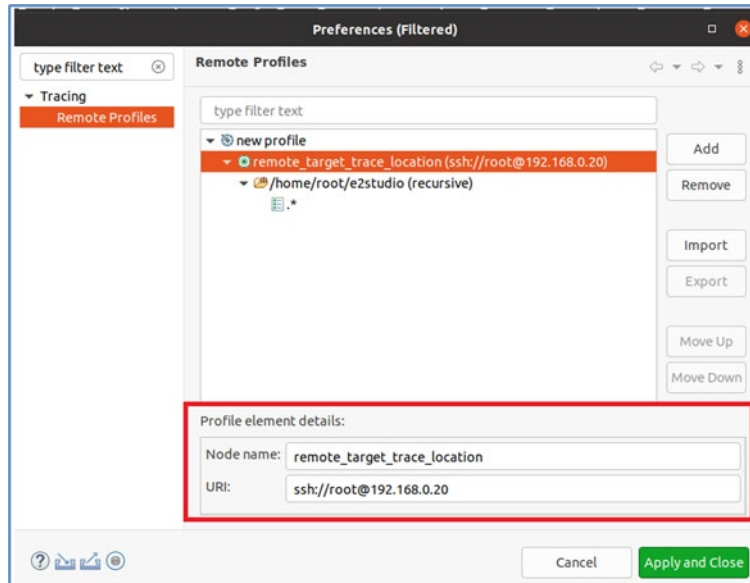 Preferences (Filtered)
type filter text
Tracing
Remote Profiles
Remote Profiles
type filter text
new profile
remote_target_trace_location (ssh://root@192.168.0.20)
/home/root/e2studio (recursive)
.*
Add
Remove
Import
Export
Move Up
Move Down
Profile element details:
Node name: remote_target_trace_location
URI: ssh://root@192.168.0.20
Cancel
Apply and Close